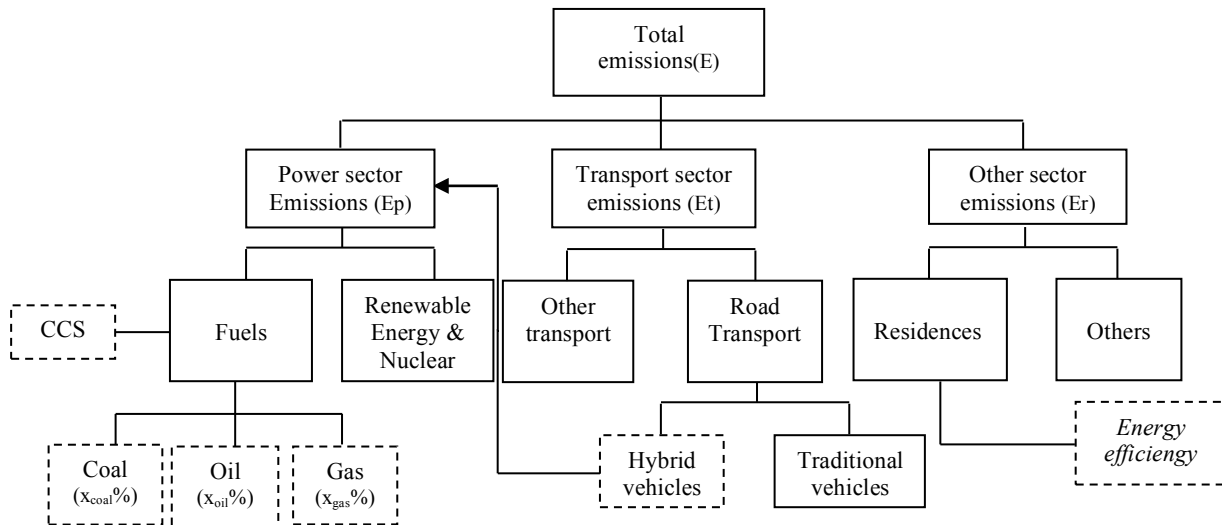 Total
emissions(E)
Power sector
Emissions (Ep)
Transport sector
emissions (Et)
Other sector
emissions (Er)
CCS
Fuels
Renewable
Energy &
Nuclear
Other
transport
Road
Transport
Residences
Others
Coal
(xcoal%)
Oil
(xoil%)
Gas
(xgas%)
Hybrid
vehicles
Traditional
vehicles
Energy
efficiengy